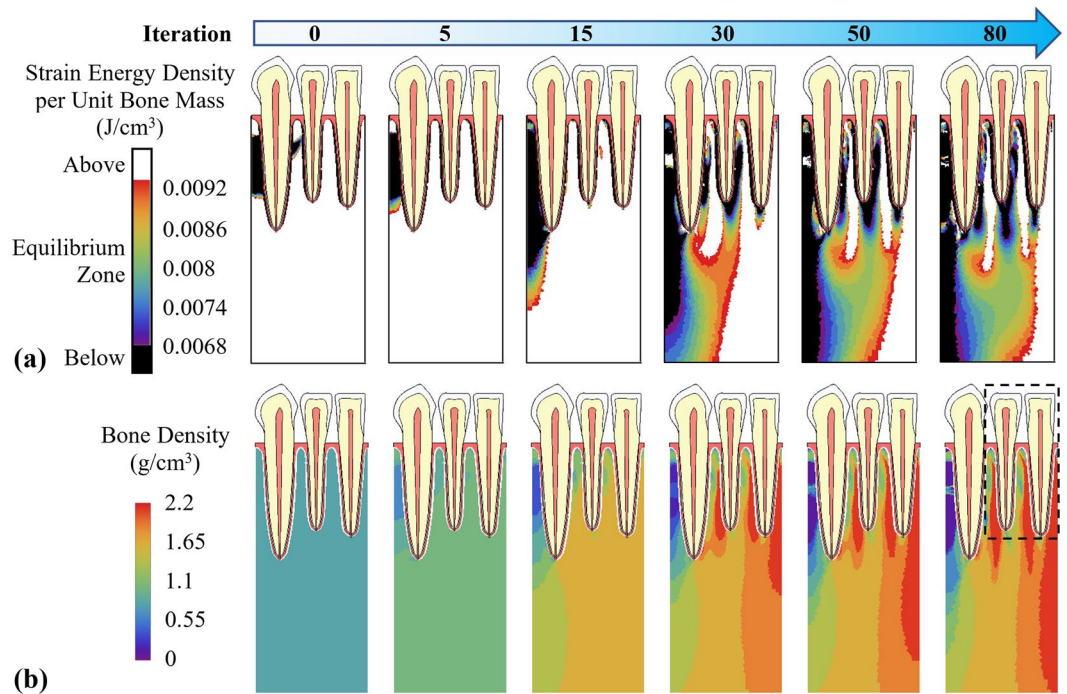 Iteration 0 5 15 30 50 80
Strain Energy Density
per Unit Bone Mass
(J/cm³)
Above
0.0092
0.0086
Equilibrium
Zone
0.008
0.0074
0.0068
Below
(a)
Bone Density
(g/cm³)
2.2
1.65
1.1
0.55
0
(b)